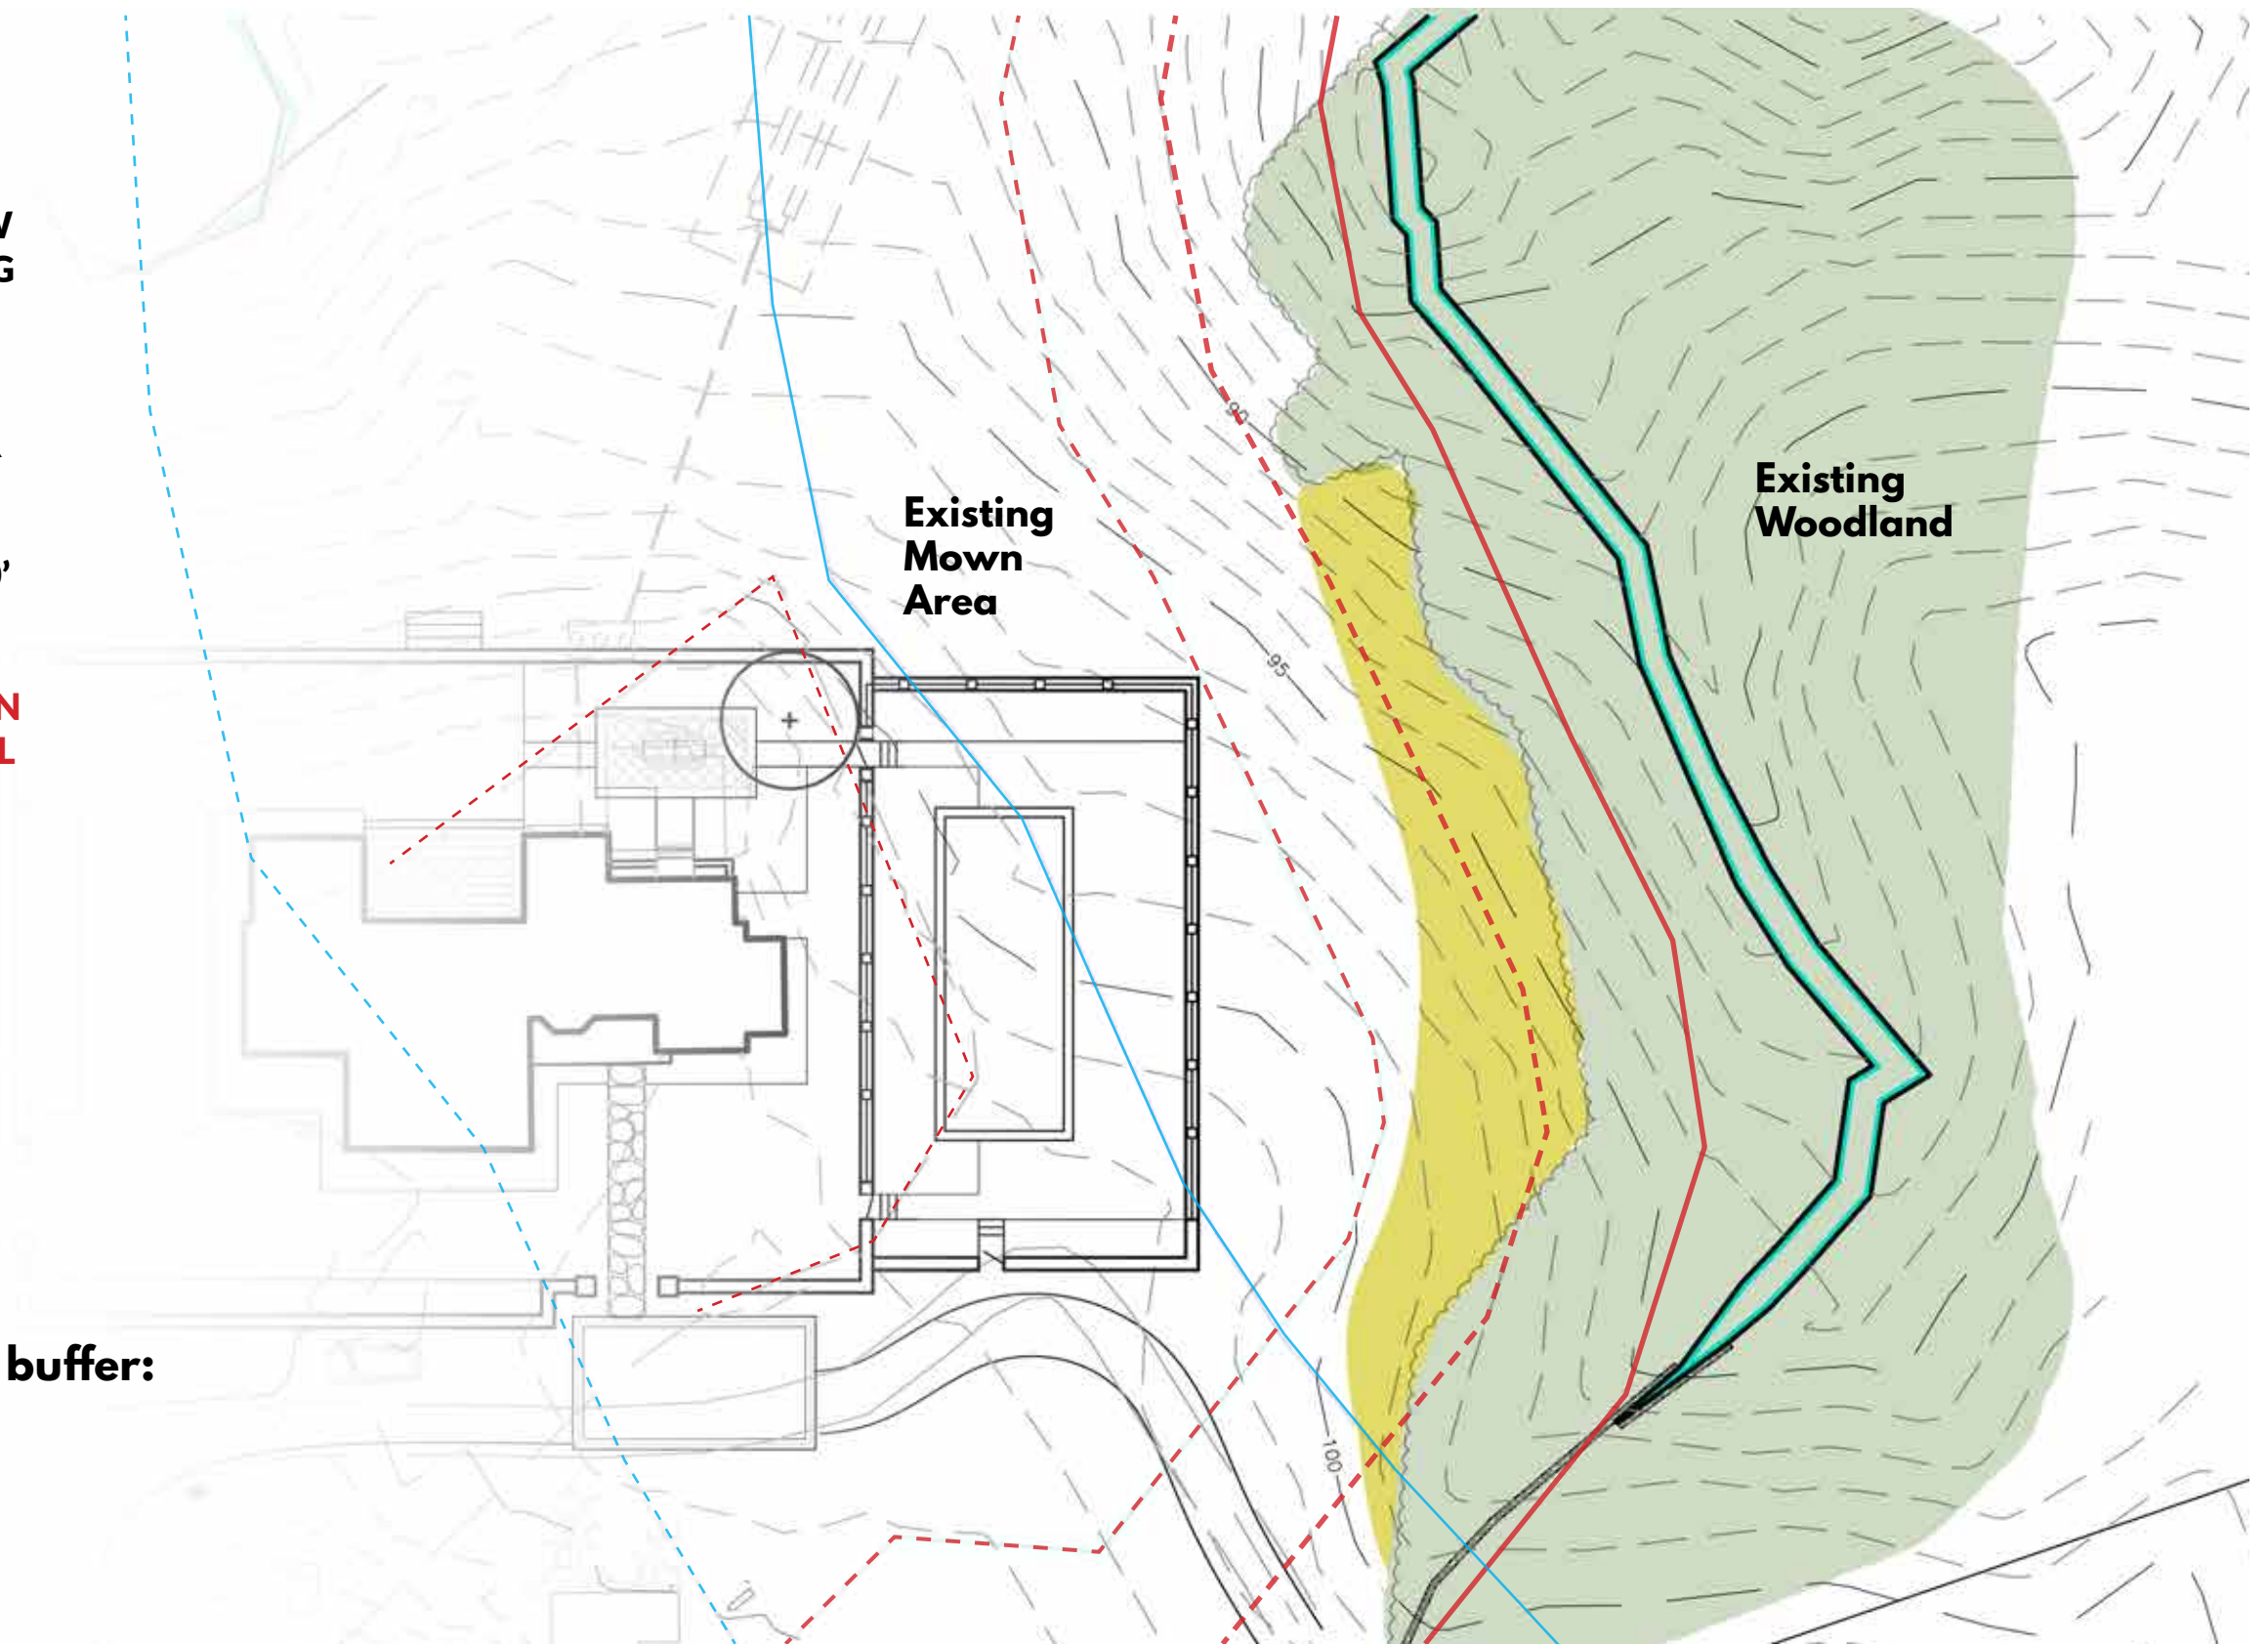 W
G
Existing
Mown
Area
Existing
Woodland
90
95
N
L
buffer:
100